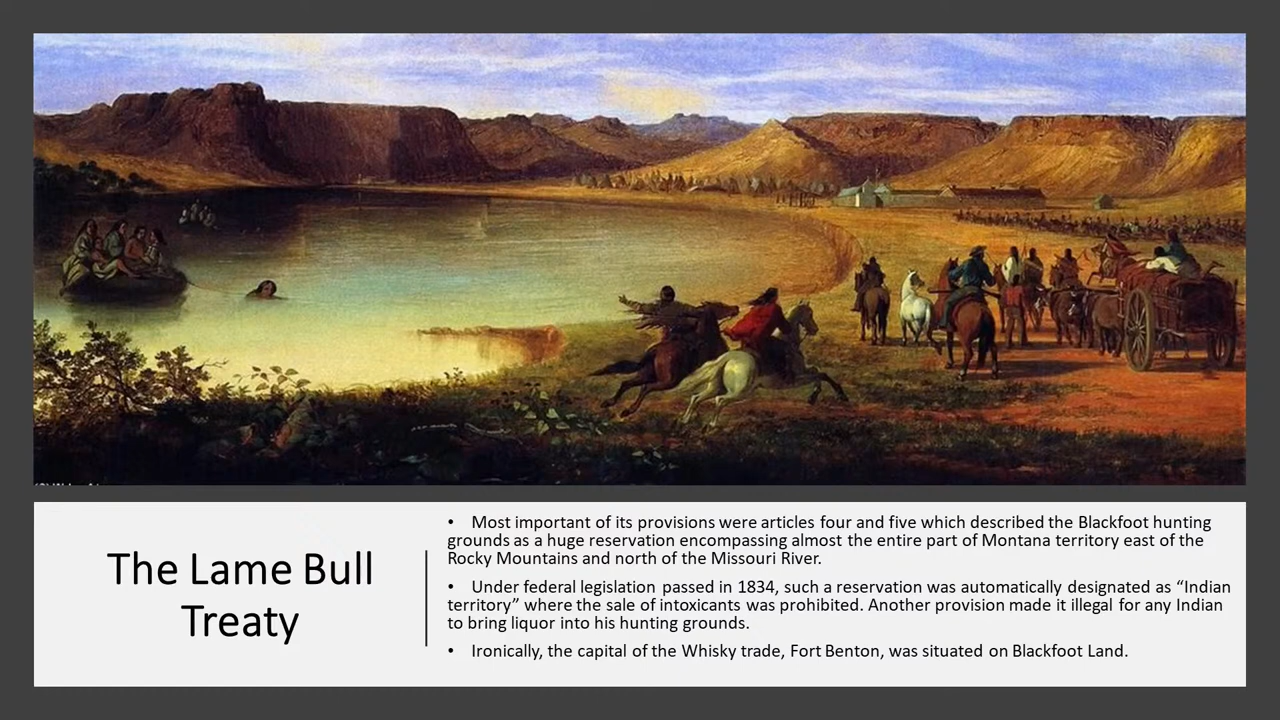 The Lame Bull
Treaty
• Most important of its provisions were articles four and five which described the Blackfoot hunting
grounds as a huge reservation encompassing almost the entire part of Montana territory east of the
Rocky Mountains and north of the Missouri River.
• Under federal legislation passed in 1834, such a reservation was automatically designated as “Indian
territory” where the sale of intoxicants was prohibited. Another provision made it illegal for any Indian
to bring liquor into his hunting grounds.
• Ironically, the capital of the Whisky trade, Fort Benton, was situated on Blackfoot Land.